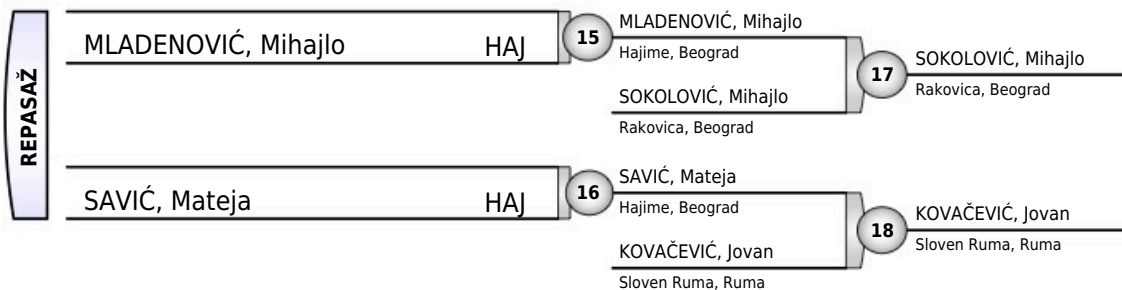 REPASAŽ
MLADENOVIĆ, Mihajlo HAJ
15
MLADENOVIĆ, Mihajlo
Hajime, Beograd
SOKOLOVIĆ, Mihajlo
Rakovica, Beograd
17
SOKOLOVIĆ, Mihajlo
Rakovica, Beograd
SAVIĆ, Mateja HAJ
16
SAVIĆ, Mateja
Hajime, Beograd
KOVAČEVIĆ, Jovan
Sloven Ruma, Ruma
18
KOVAČEVIĆ, Jovan
Sloven Ruma, Ruma